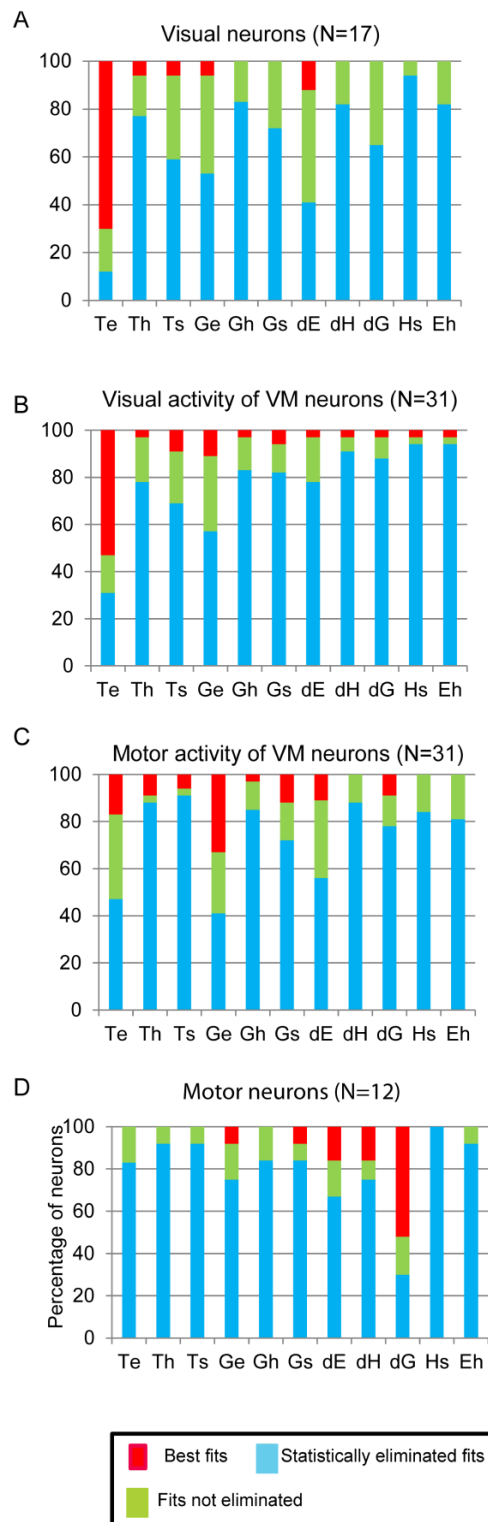 A
Visual neurons (N=17)
100
80
60
40
20
0
Te Th Ts Ge Gh Gs dE dH dG Hs Eh
B
Visual activity of VM neurons (N=31)
100
80
60
40
20
0
Te Th Ts Ge Gh Gs dE dH dG Hs Eh
C
Motor activity of VM neurons (N=31)
100
80
60
40
20
0
Te Th Ts Ge Gh Gs dE dH dG Hs Eh
D
Motor neurons (N=12)
Percentage of neurons
100
80
60
40
20
0
Te Th Ts Ge Gh Gs dE dH dG Hs Eh
Best fits Statistically eliminated fits
Fits not eliminated